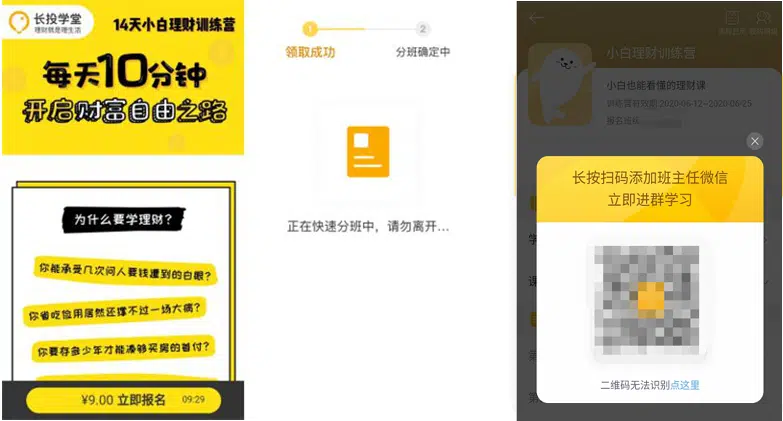 长投学堂
理财就是理生活
14天小白理财训练营
每天10分钟
开启财富自由之路
为什么要学理财？
你能承受几次问人要钱遭到的白眼？
你省吃俭用居然还撑不过一场大病？
你要存多少年才能凑够买房的首付？
¥9.00 立即报名
09:29
1
2
领取成功
分班确定中
正在快速分班中，请勿离开...
小白理财训练营
小白也能看懂的理财课
训练营有效期 2020/06/12~2020/06/25
报名班级
长按扫码添加班主任微信
立即进群学习
二维码无法识别点这里
学
课